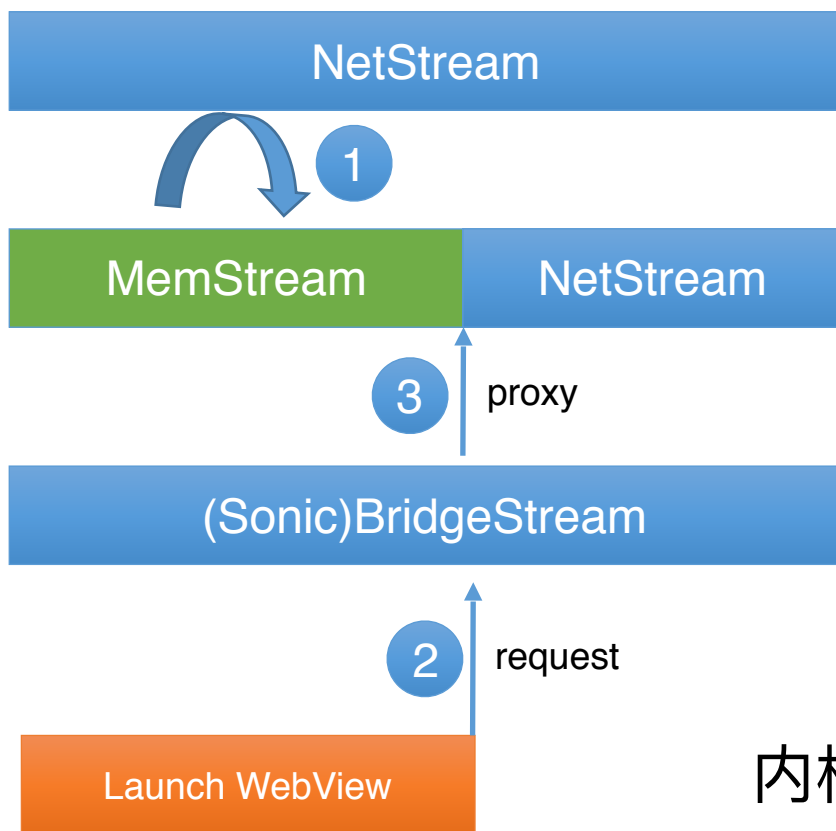 NetStream
1
MemStream
NetStream
3
proxy
(Sonic)BridgeStream
2
request
Launch WebView
内